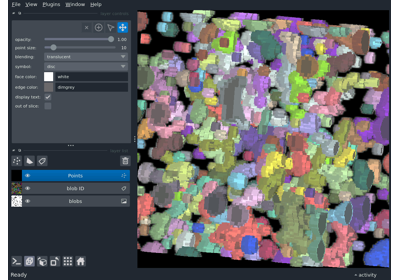 File View Plugins Window Help
opacity: 1.00
point size: 10
blending: translucent
symbol: disc
face color: white
edge color: dimgrey
display text:
out of slice:
Points
blob ID
blobs
Ready
activity